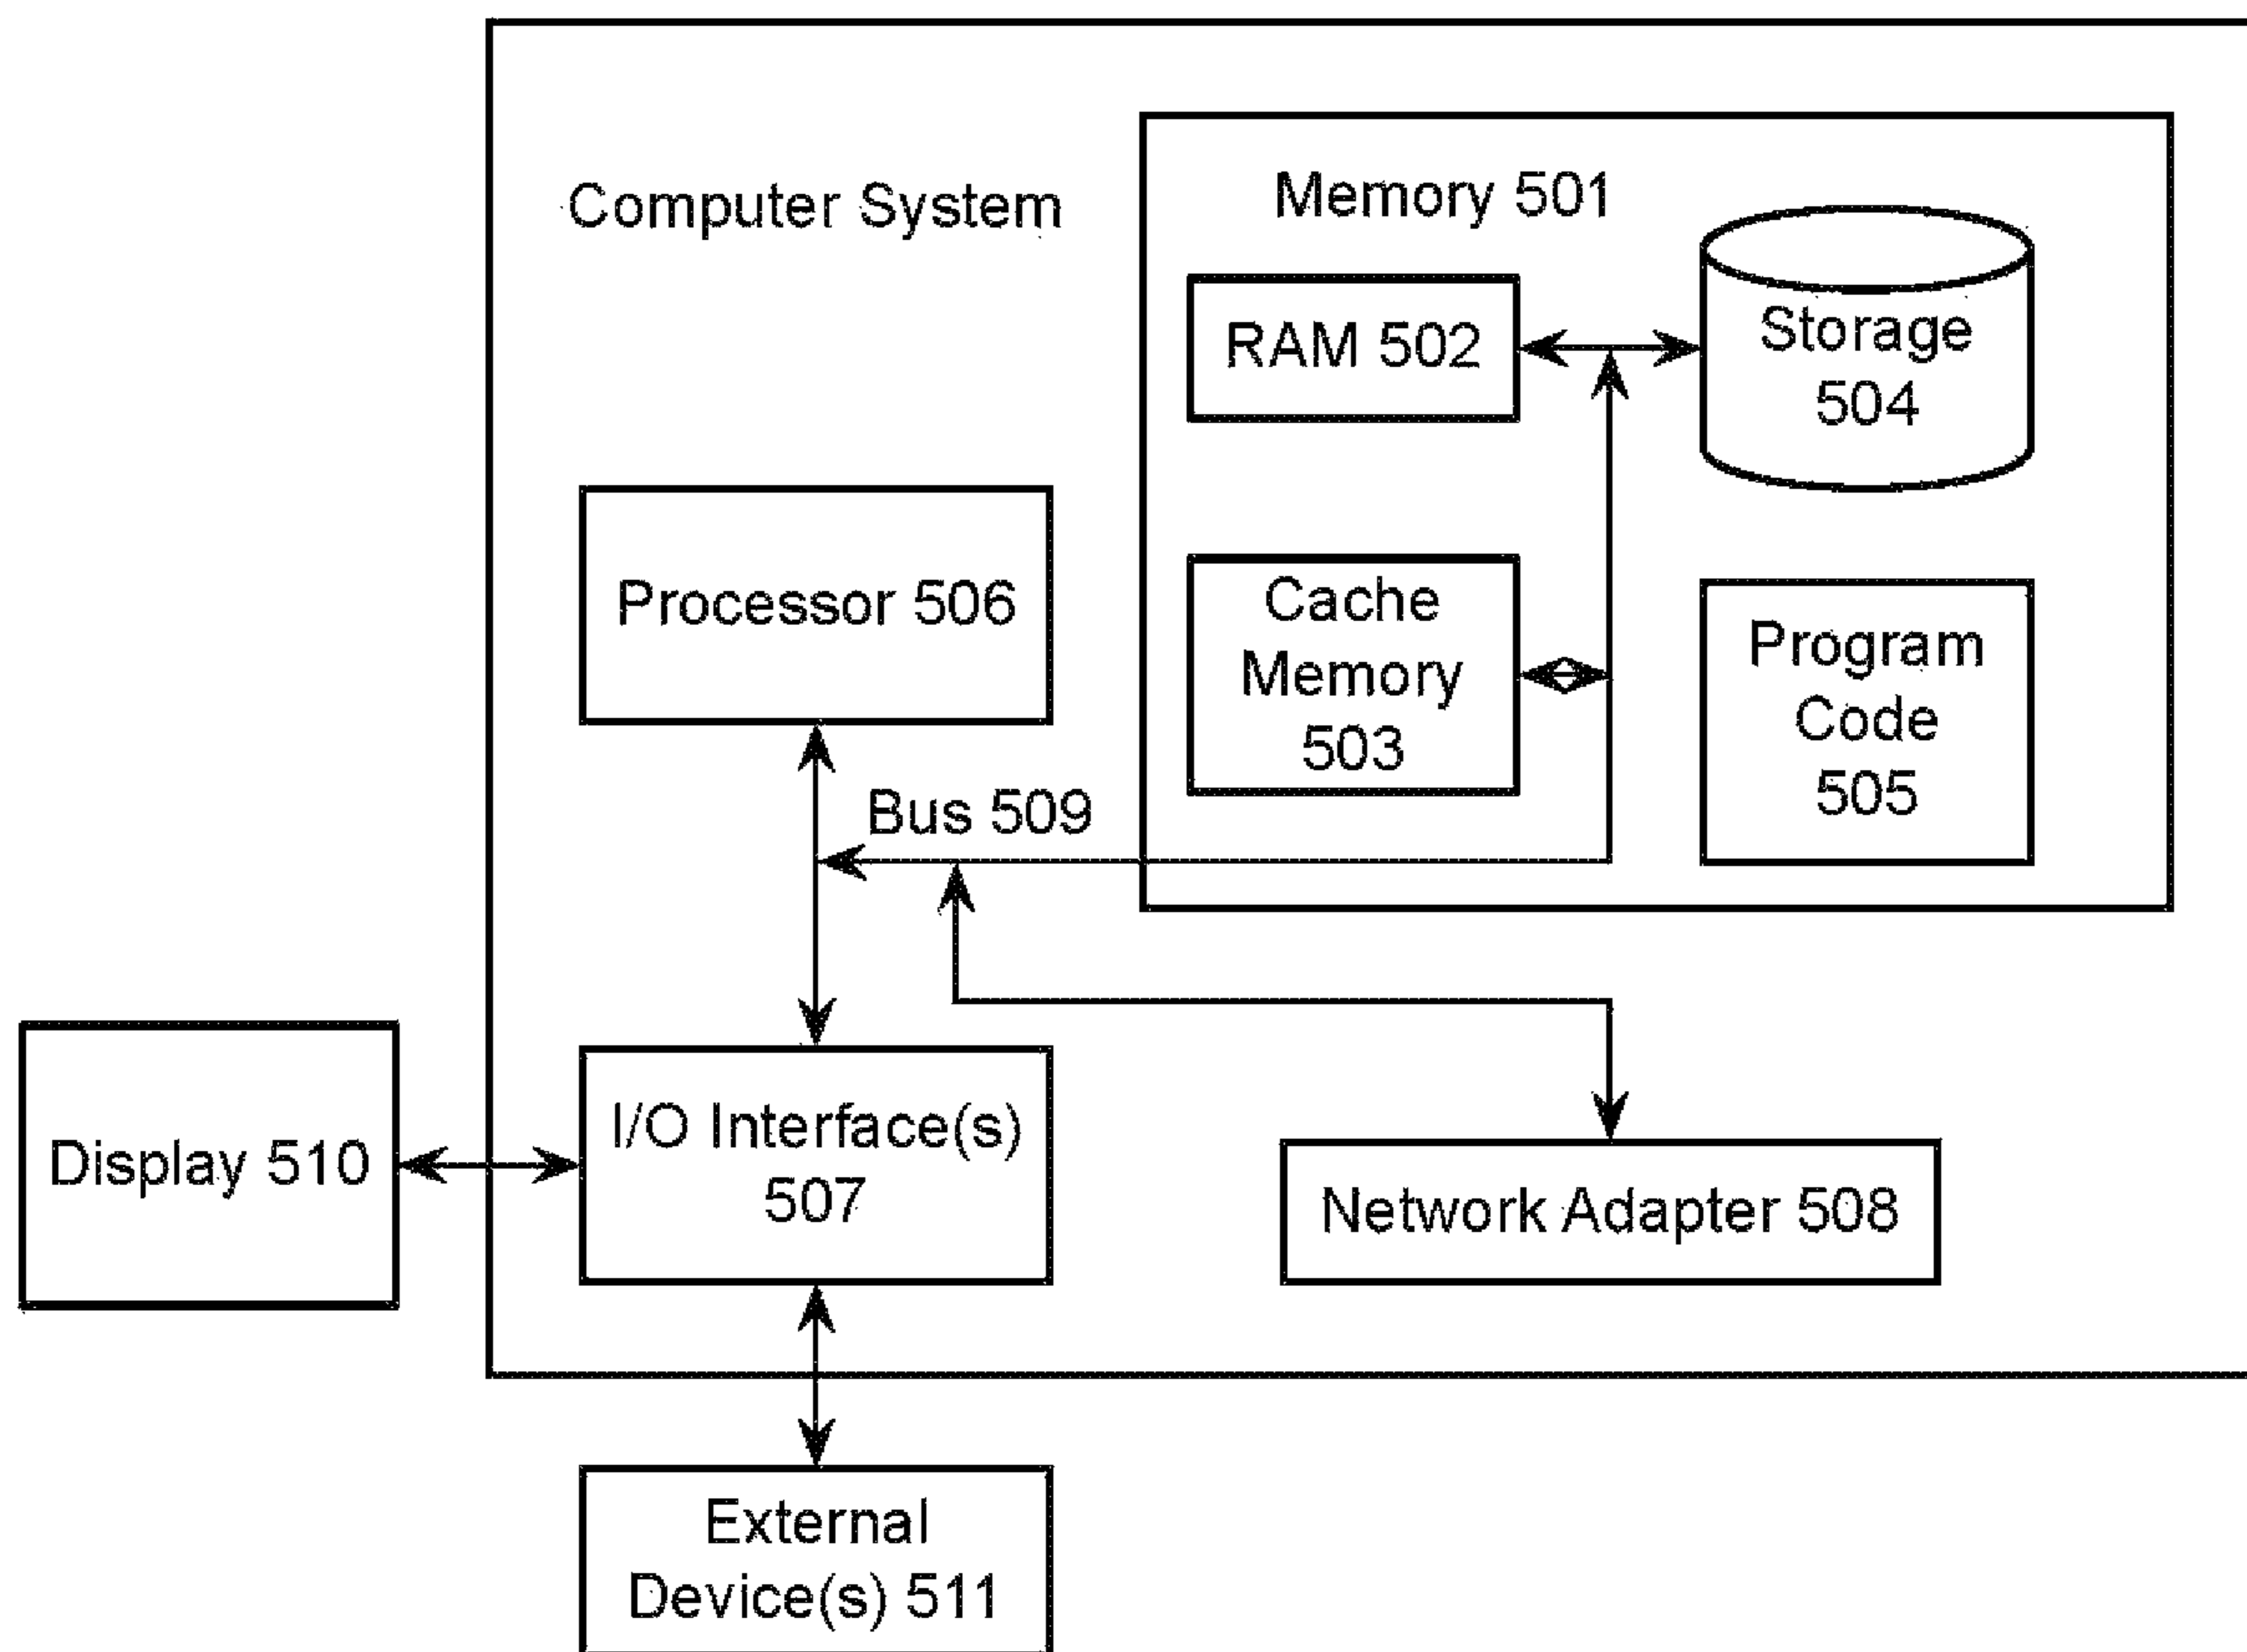 Computer System
Memory 501
RAM 502
Storage
504
Processor 506
Cache
Memory
503
Program
Code
505
Bus 509
Display 510
I/O Interface(s)
507
Network Adapter 508
External
Device(s) 511